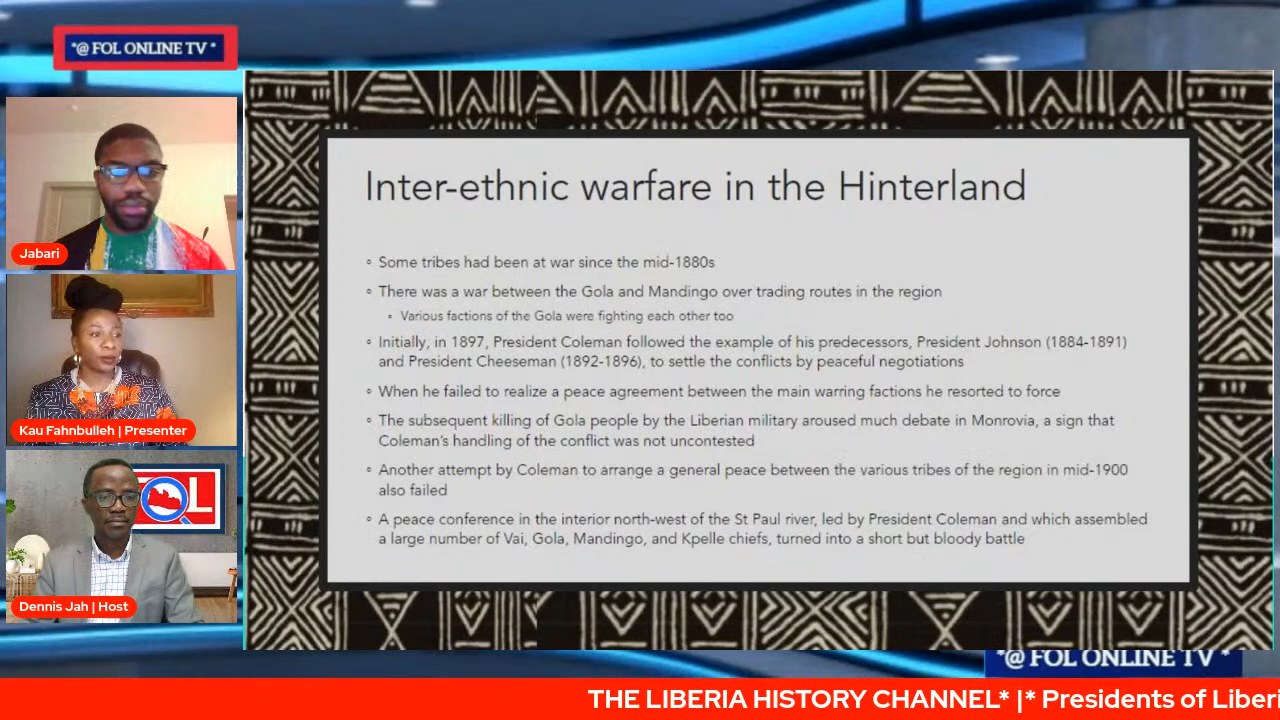 *@ FOL ONLINE TV *
Jabari
Kau Fahnbulleh | Presenter
OL
Dennis Jah | Host
Inter-ethnic warfare in the Hinterland
◦ Some tribes had been at war since the mid-1880s
◦ There was a war between the Gola and Mandingo over trading routes in the region
◦ Various factions of the Gola were fighting each other too
◦ Initially, in 1897, President Coleman followed the example of his predecessors, President Johnson (1884-1891)
and President Cheeseman (1892-1896), to settle the conflicts by peaceful negotiations
◦ When he failed to realize a peace agreement between the main warring factions he resorted to force
◦ The subsequent killing of Gola people by the Liberian military aroused much debate in Monrovia, a sign that
Coleman's handling of the conflict was not uncontested
◦ Another attempt by Coleman to arrange a general peace between the various tribes of the region in mid-1900
also failed
◦ A peace conference in the interior north-west of the St Paul river, led by President Coleman and which assembled
a large number of Vai, Gola, Mandingo, and Kpelle chiefs, turned into a short but bloody battle
*@ FOL ONLINE TV *
THE LIBERIA HISTORY CHANNEL* |* Presidents of Liberi